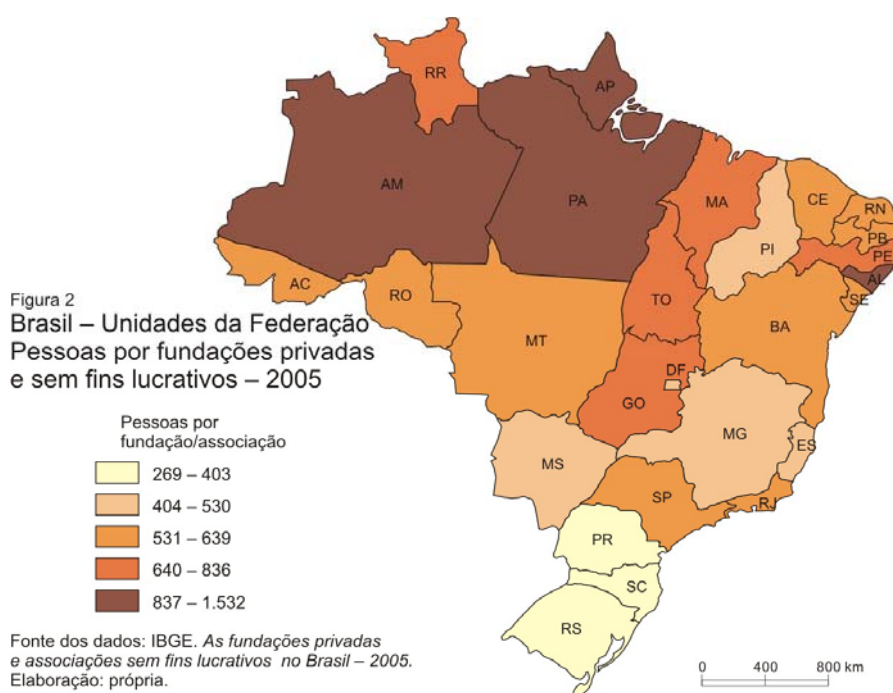 RR
AP
AM
PA
MA
CE
RN
PB
PE
PI
AL
SE
AC
RO
TO
BA
MT
DF
GO
MG
ES
MS
SP
RJ
PR
SC
RS
Figura 2
Brasil – Unidades da Federação
Pessoas por fundações privadas
e sem fins lucrativos – 2005
Pessoas por
fundação/associação
269 – 403
404 – 530
531 – 639
640 – 836
837 – 1.532
Fonte dos dados: IBGE. As fundações privadas
e associações sem fins lucrativos no Brasil – 2005.
Elaboração: própria.
0 400 800 km